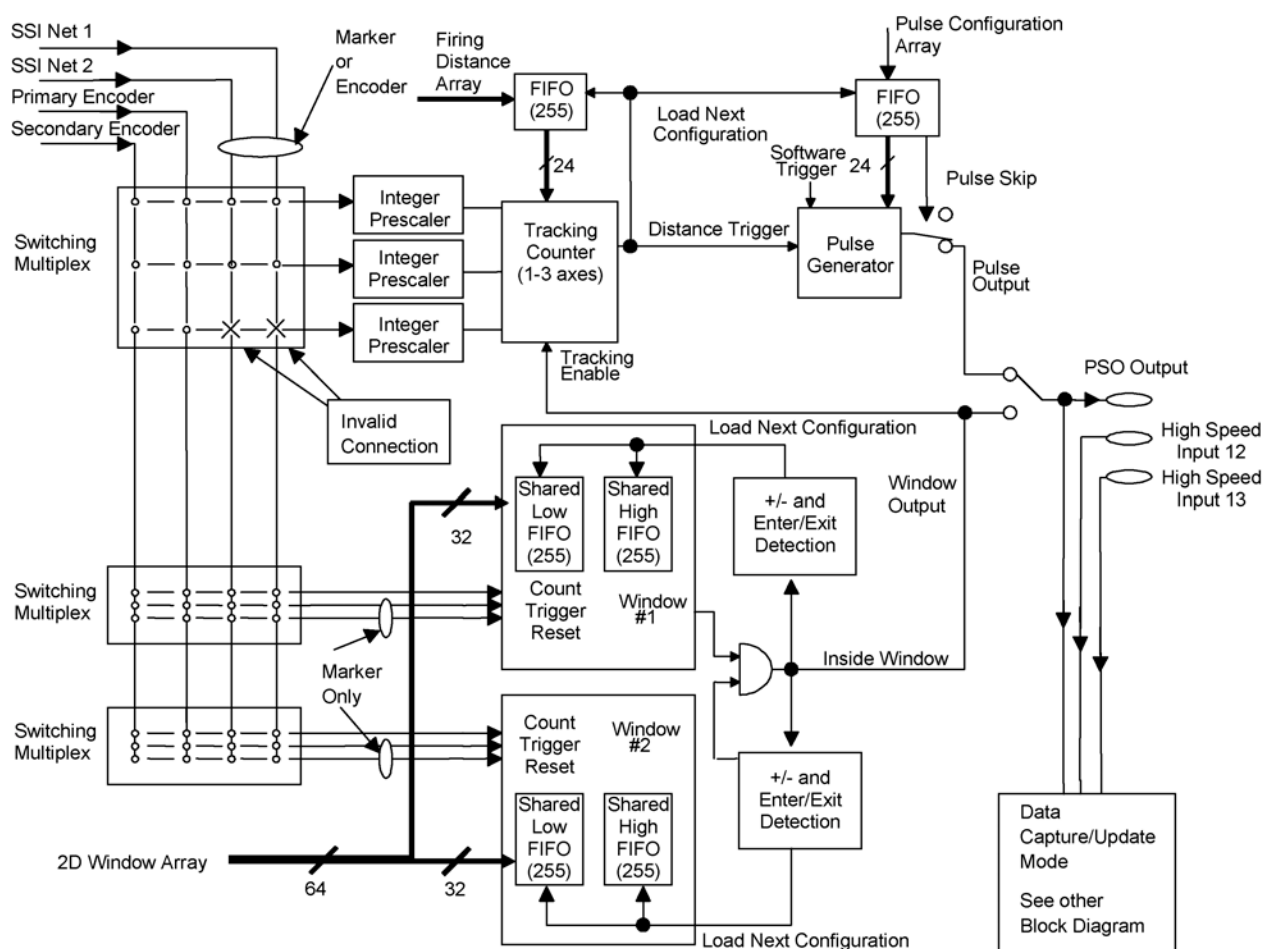 SSI Net 1
SSI Net 2
Primary Encoder
Secondary Encoder
Marker
or
Encoder
Firing
Distance
Array
FIFO
(255)
24
Load Next
Configuration
Pulse Configuration
Array
FIFO
(255)
Software
Trigger
24
Pulse Skip
Switching
Multiplex
Integer
Prescaler
Integer
Prescaler
Integer
Prescaler
Tracking
Counter
(1-3 axes)
Distance Trigger
Pulse
Generator
Pulse
Output
Tracking
Enable
Invalid
Connection
PSO Output
High Speed
Input 12
High Speed
Input 13
Load Next Configuration
Window
Output
32
Shared
Low
FIFO
(255)
Shared
High
FIFO
(255)
+/- and
Enter/Exit
Detection
Switching
Multiplex
Count
Trigger
Reset
Window
#1
Marker
Only
Inside Window
Switching
Multiplex
Count
Trigger
Reset
Window
#2
+/- and
Enter/Exit
Detection
Shared
Low
FIFO
(255)
Shared
High
FIFO
(255)
2D Window Array
64
32
Load Next Configuration
Data
Capture/Update
Mode
See other
Block Diagram